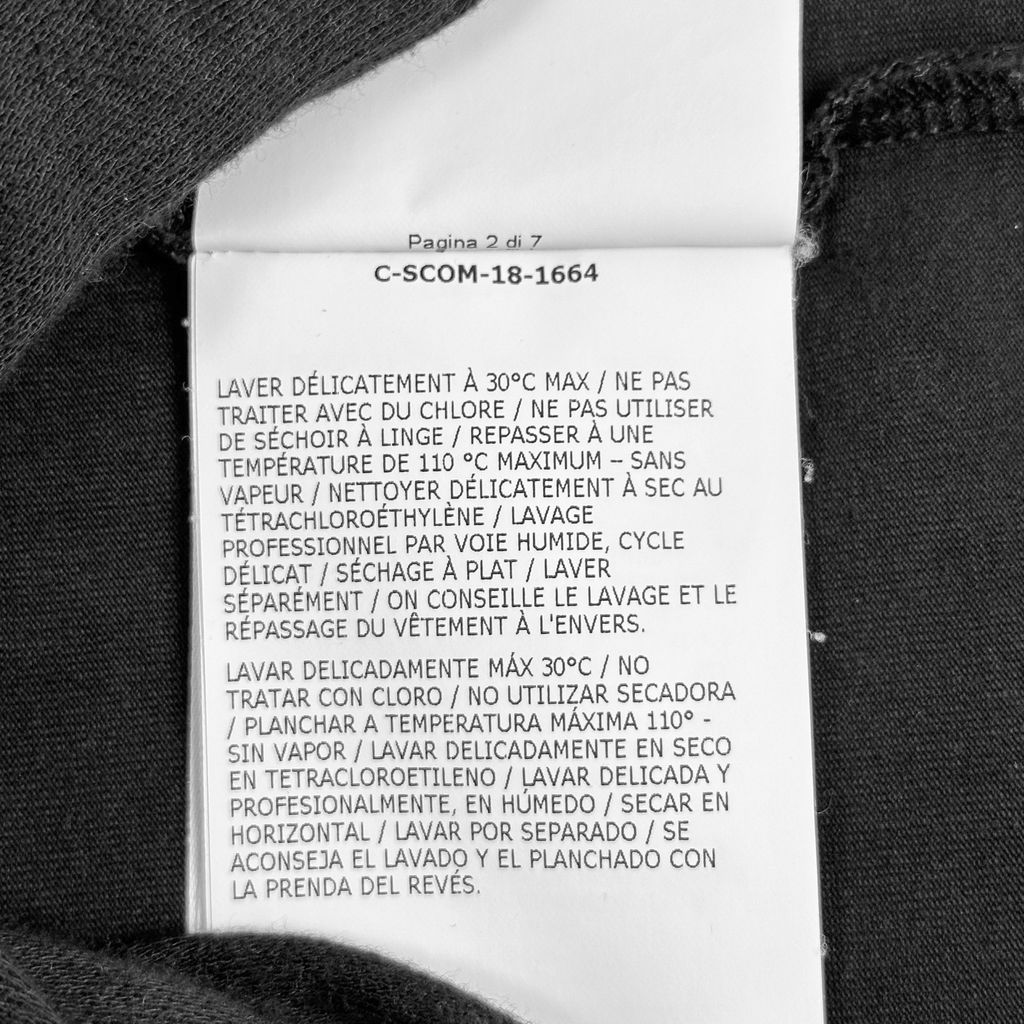 Pagina 2 di 7
C-SCOM-18-1664
LAVER DÉLICATEMENT À 30°C MAX / NE PAS
TRAITER AVEC DU CHLORE / NE PAS UTILISER
DE SÉCHOIR À LINGE / REPASSER À UNE
TEMPÉRATURE DE 110 °C MAXIMUM – SANS
VAPEUR / NETTOYER DÉLICATEMENT À SEC AU
TÉTRACHLOROÉTHYLÈNE / LAVAGE
PROFESSIONNEL PAR VOIE HUMIDE, CYCLE
DÉLICAT / SÉCHAGE À PLAT / LAVER
SÉPARÉMENT / ON CONSEILLE LE LAVAGE ET LE
RÉPASSAGE DU VÊTEMENT À L'ENVERS.
LAVAR DELICADAMENTE MÁX 30°C / NO
TRATAR CON CLORO / NO UTILIZAR SECADORA
/ PLANCHAR A TEMPERATURA MÁXIMA 110° -
SIN VAPOR / LAVAR DELICADAMENTE EN SECO
EN TETRACLOROETILENO / LAVAR DELICADA Y
PROFESIONALMENTE, EN HÚMEDO / SECAR EN
HORIZONTAL / LAVAR POR SEPARADO / SE
ACONSEJA EL LAVADO Y EL PLANCHADO CON
LA PRENDA DEL REVÉS.